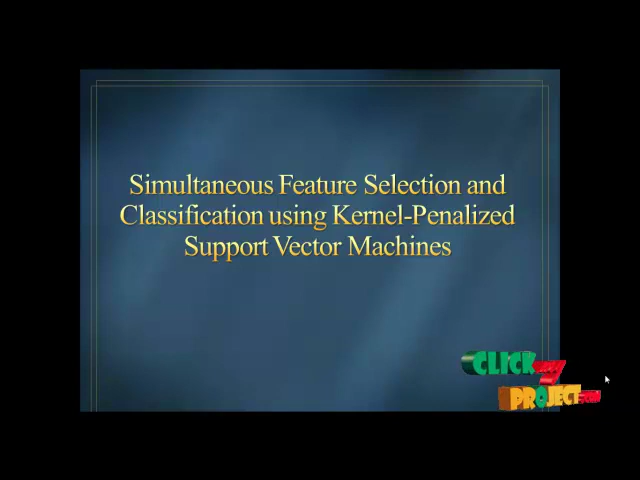 Simultaneous Feature Selection and
Classification using Kernel-Penalized
Support Vector Machines
CLICK
PROJECT